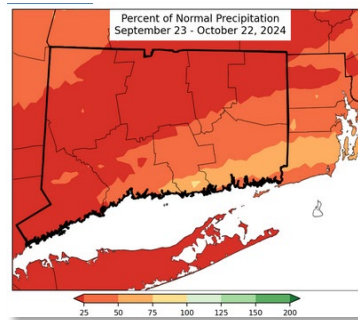 Percent of Normal Precipitation
September 23 - October 22, 2024
25 50 75 100 125 150 200